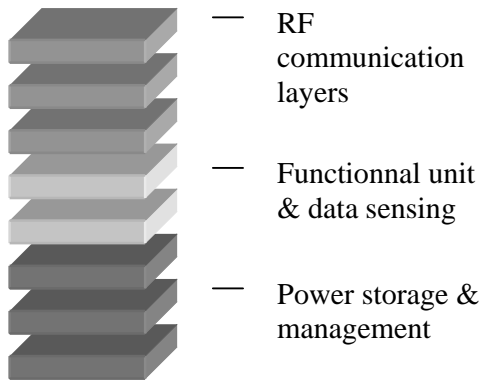 RF
communication
layers
Functionnal unit
& data sensing
Power storage &
management